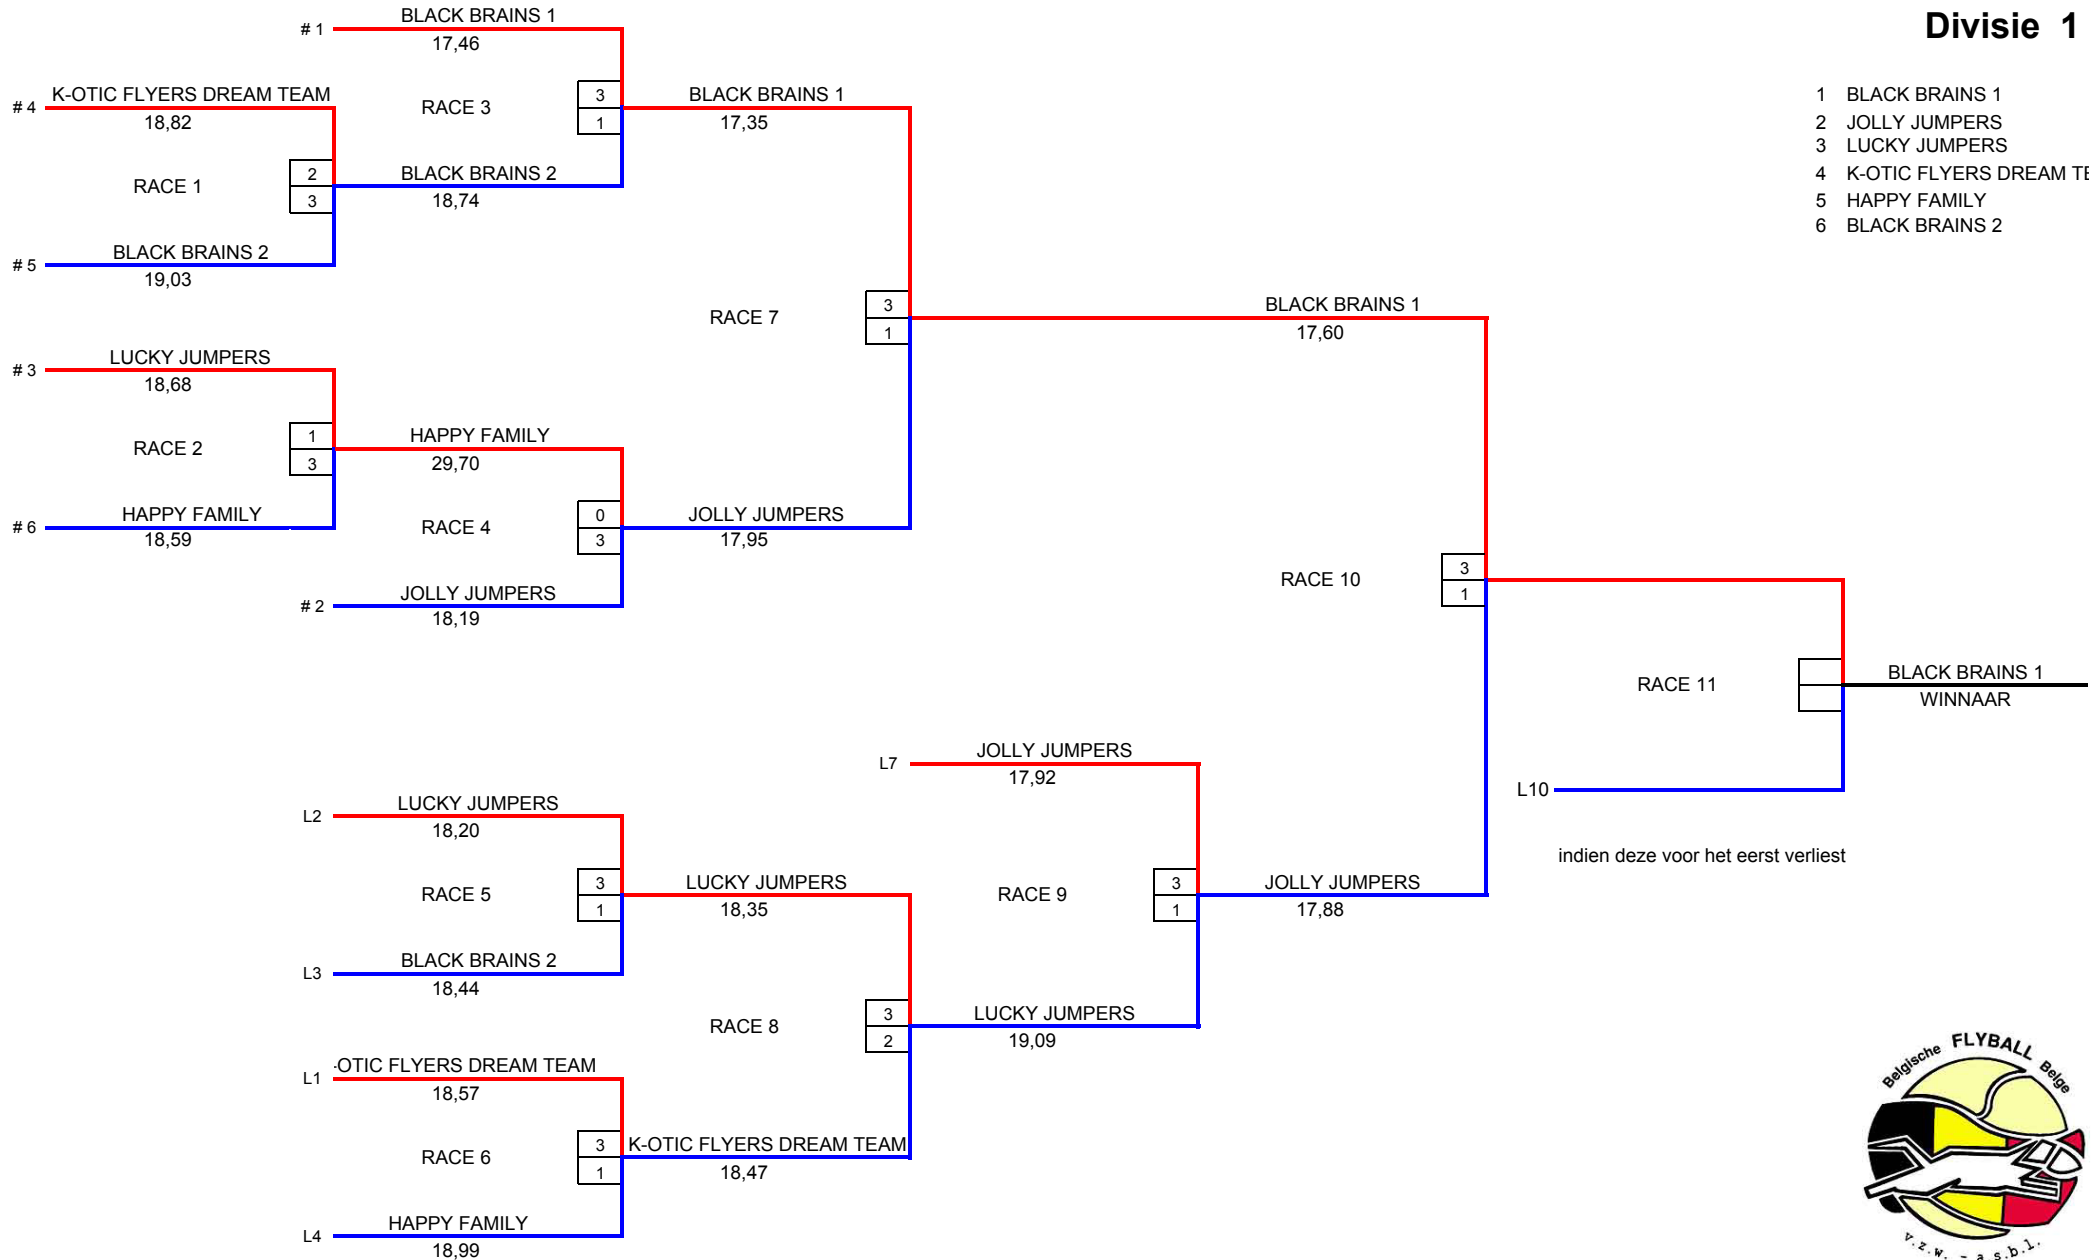 Divisie 1
1 BLACK BRAINS 1
2 JOLLY JUMPERS
3 LUCKY JUMPERS
4 K-OTIC FLYERS DREAM TE
5 HAPPY FAMILY
6 BLACK BRAINS 2
# 1 BLACK BRAINS 1
17,46
# 4 K-OTIC FLYERS DREAM TEAM
18,82
RACE 3 3
1
BLACK BRAINS 1
17,35
RACE 1 2
3
BLACK BRAINS 2
18,74
# 5 BLACK BRAINS 2
19,03
RACE 7 3
1
BLACK BRAINS 1
17,60
# 3 LUCKY JUMPERS
18,68
RACE 2 1
3
HAPPY FAMILY
29,70
# 6 HAPPY FAMILY
18,59
RACE 4 0
3
JOLLY JUMPERS
17,95
# 2 JOLLY JUMPERS
18,19
RACE 10 3
1
RACE 11
BLACK BRAINS 1
WINNAAR
L10
indien deze voor het eerst verliest
L7 JOLLY JUMPERS
17,92
L2 LUCKY JUMPERS
18,20
RACE 5 3
1
LUCKY JUMPERS
18,35
RACE 9 3
1
JOLLY JUMPERS
17,88
L3 BLACK BRAINS 2
18,44
RACE 8 3
2
LUCKY JUMPERS
19,09
L1 -OTIC FLYERS DREAM TEAM
18,57
RACE 6 3
1
K-OTIC FLYERS DREAM TEAM
18,47
L4 HAPPY FAMILY
18,99
Belgische FLYBALL Belge
v.z.w. - a.s.b.l.